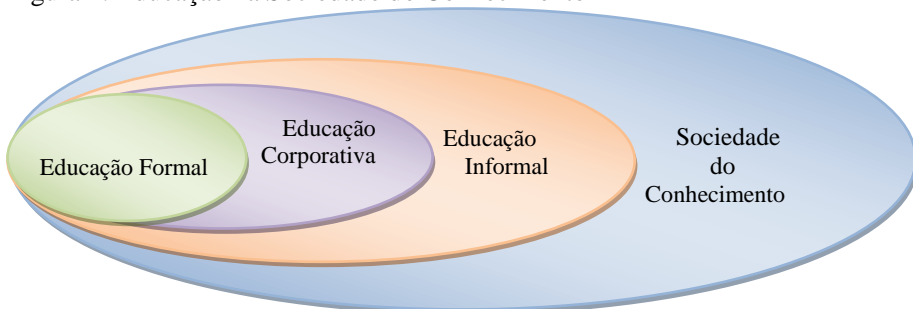 Educação Formal
Educação
Corporativa
Educação
Informal
Sociedade
do
Conhecimento